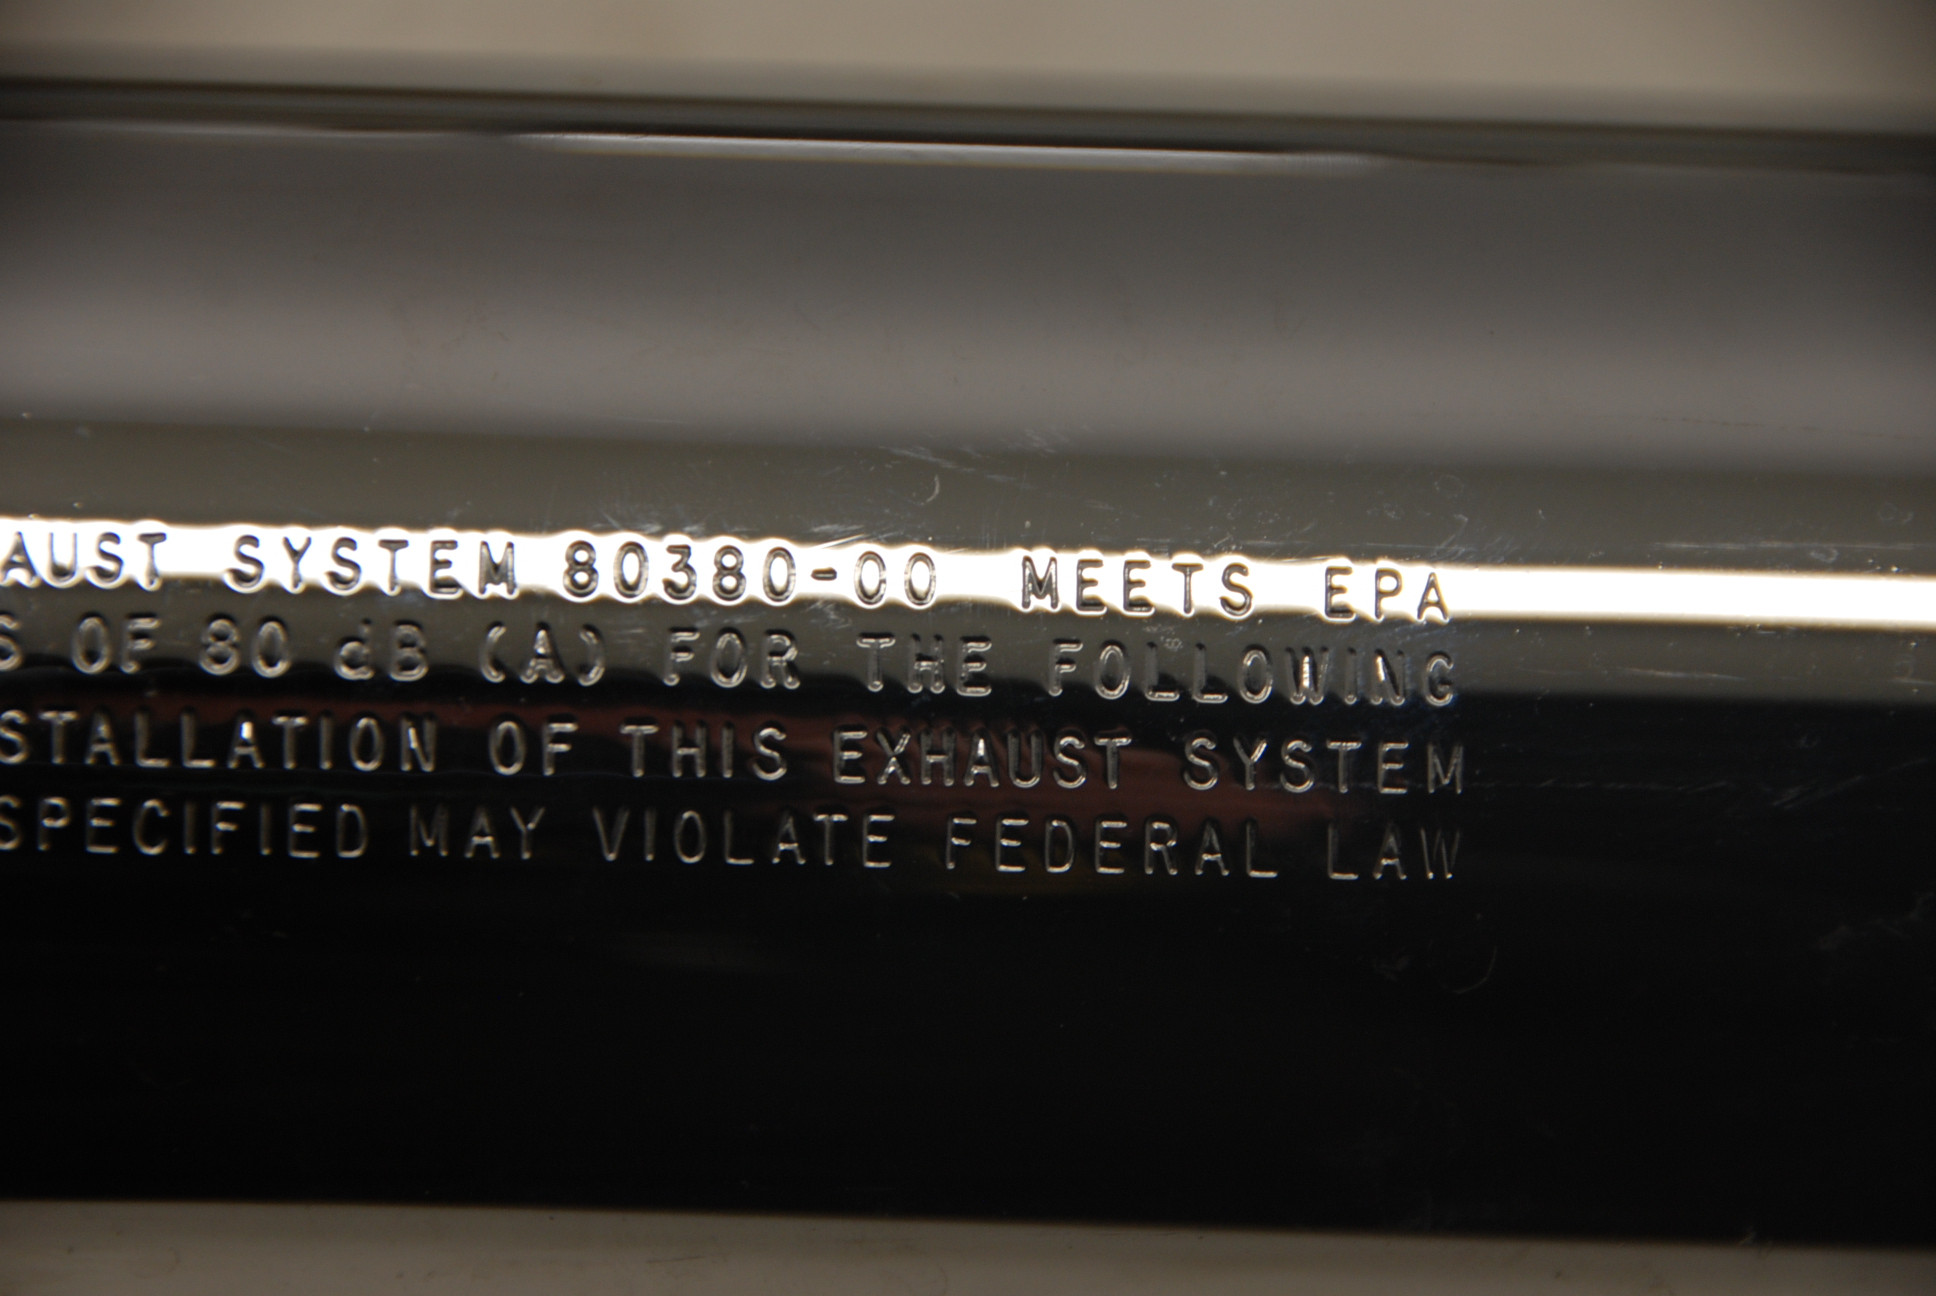 AUST SYSTEM 80380-00 MEETS EPA
S OF 80 dB (A) FOR THE FOLLOWING
STALLATION OF THIS EXHAUST SYSTEM
SPECIFIED MAY VIOLATE FEDERAL LAW